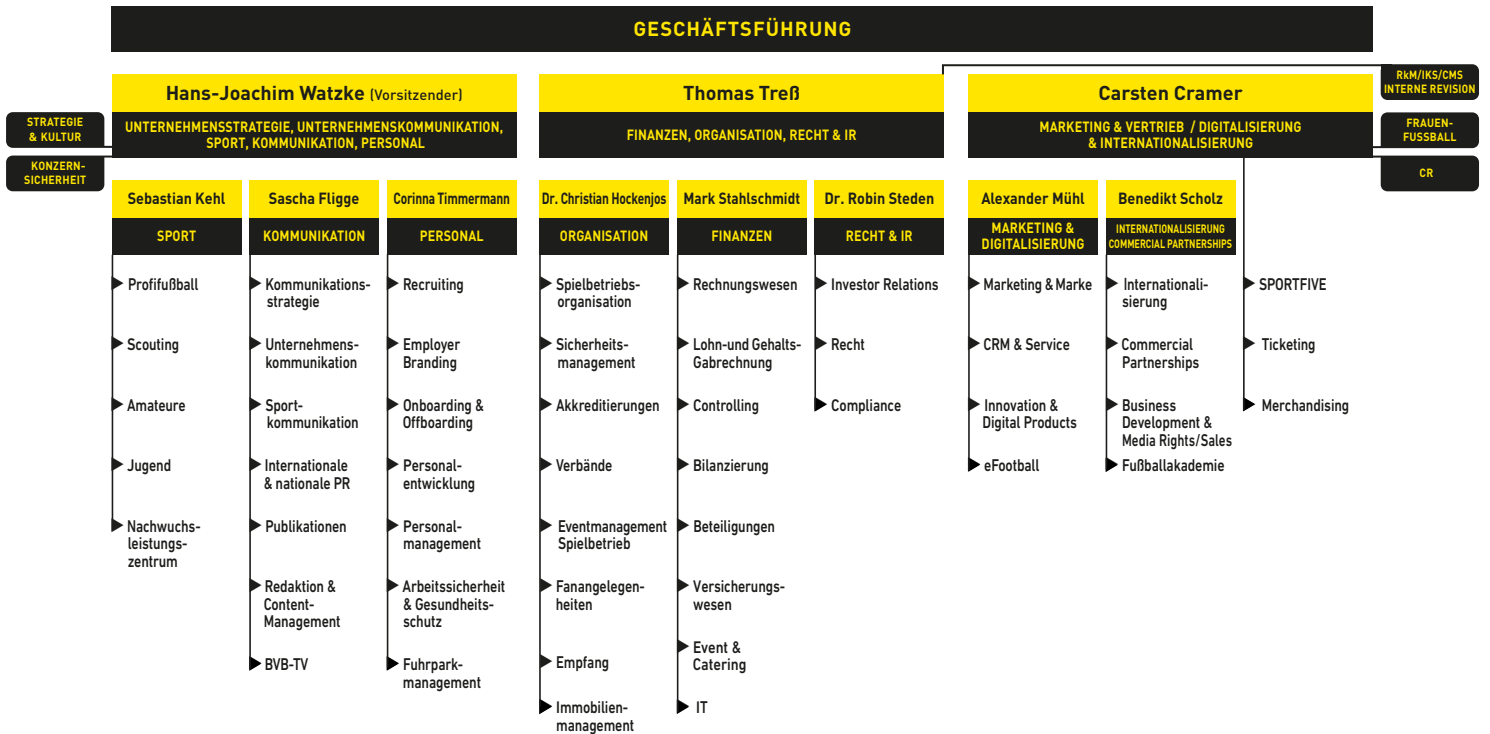 GESCHÄFTSFÜHRUNG
Hans-Joachim Watzke (Vorsitzender)
UNTERNEHMENSSTRATEGIE, UNTERNEHMENSKOMMUNIKATION,
SPORT, KOMMUNIKATION, PERSONAL
STRATEGIE
& KULTUR
KONZERN-
SICHERHEIT
Thomas Treß
FINANZEN, ORGANISATION, RECHT & IR
Carsten Cramer
MARKETING & VERTRIEB / DIGITALISIERUNG
& INTERNATIONALISIERUNG
RkM/IKS/CMS
INTERNE REVISION
FRAUEN-
FUSSBALL
CR
Sebastian Kehl
SPORT
Profifußball
Scouting
Amateure
Jugend
Nachwuchs-
leistungs-
zentrum
Sascha Fligge
KOMMUNIKATION
Kommunikations-
strategie
Unternehmens-
kommunikation
Sport-
kommunikation
Internationale
& nationale PR
Publikationen
Redaktion &
Content-
Management
BVB-TV
Corinna Timmermann
PERSONAL
Recruiting
Employer
Branding
Onboarding &
Offboarding
Personal-
entwicklung
Personal-
management
Arbeitssicherheit
& Gesundheits-
schutz
Fuhrpark-
management
Dr. Christian Hockenjos
ORGANISATION
Spielbetriebs-
organisation
Sicherheits-
management
Akkreditierungen
Verbände
Eventmanagement
Spielbetrieb
Fanangelegen-
heiten
Empfang
Immobilien-
management
Mark Stahlschmidt
FINANZEN
Rechnungswesen
Lohn-und Gehalts-
Gabrechnung
Controlling
Bilanzierung
Beteiligungen
Versicherungs-
wesen
Event &
Catering
IT
Dr. Robin Steden
RECHT & IR
Investor Relations
Recht
Compliance
Alexander Mühl
MARKETING &
DIGITALISIERUNG
Marketing & Marke
CRM & Service
Innovation &
Digital Products
eFootball
Benedikt Scholz
INTERNATIONALISIERUNG
COMMERCIAL PARTNERSHIPS
Internationali-
sierung
Commercial
Partnerships
Business
Development &
Media Rights/Sales
Fußballakademie
SPORTFIVE
Ticketing
Merchandising